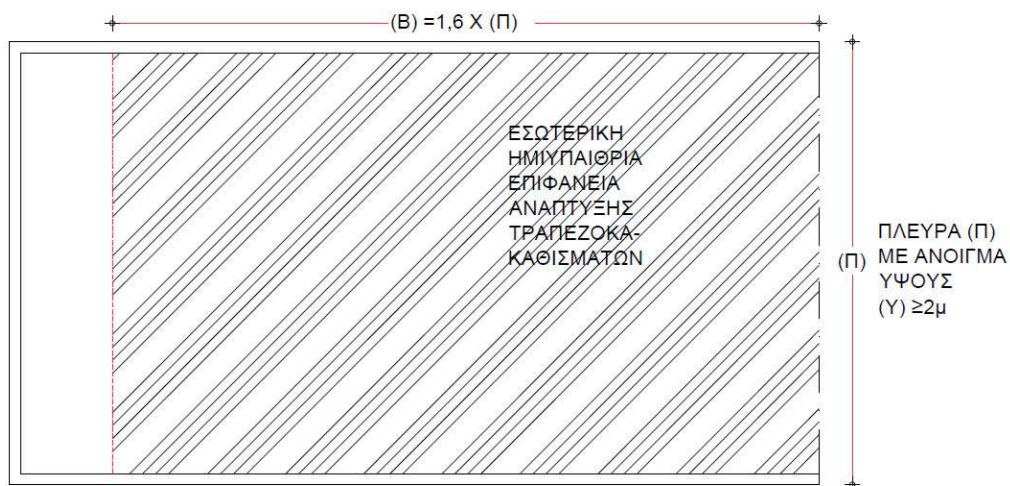 (Β) =1,6 Χ (Π)
ΕΣΩΤΕΡΙΚΗ
ΗΜΙΥΠΑΙΘΡΙΑ
ΕΠΙΦΑΝΕΙΑ
ΑΝΑΠΤΥΞΗΣ
ΤΡΑΠΕΖΟΚΑ-
ΚΑΘΙΣΜΑΤΩΝ
(Π)
ΠΛΕΥΡΑ (Π)
ΜΕ ΑΝΟΙΓΜΑ
ΥΨΟΥΣ
(Υ) ≥2μ